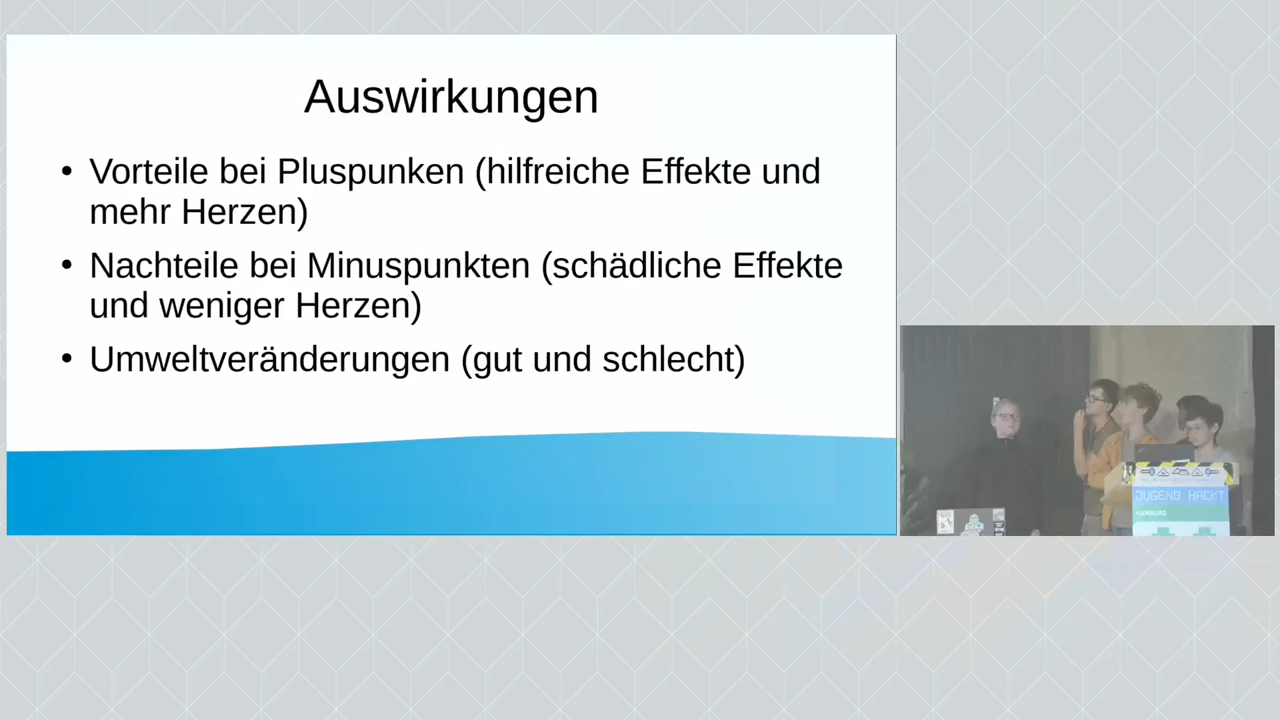 Auswirkungen
• Vorteile bei Pluspunken (hilfreiche Effekte und
mehr Herzen)
• Nachteile bei Minuspunkten (schädliche Effekte
und weniger Herzen)
• Umweltveränderungen (gut und schlecht)
JUGEND HACKT
HAMBURG